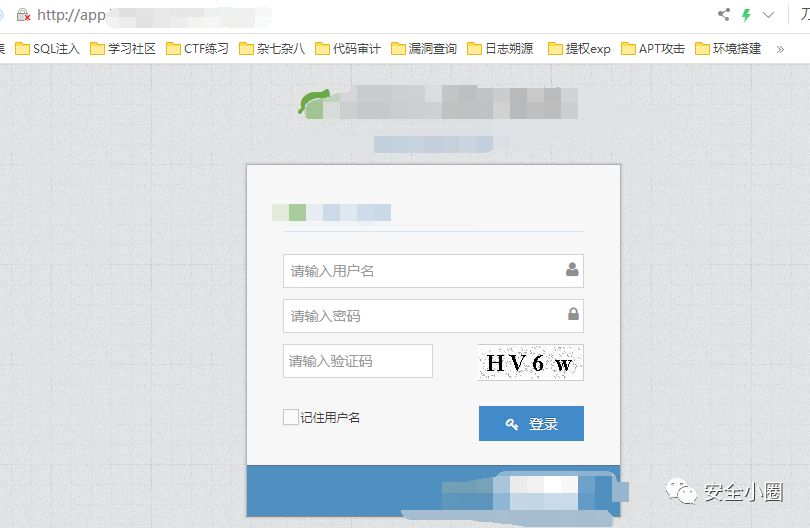 http://app
SQL注入 学习社区 CTF练习 杂七杂八 代码审计 漏洞查询 日志朔源 提权exp APT攻击 环境搭建 »
请输入用户名
请输入密码
请输入验证码 HV6w
记住用户名 登录
安全小圈